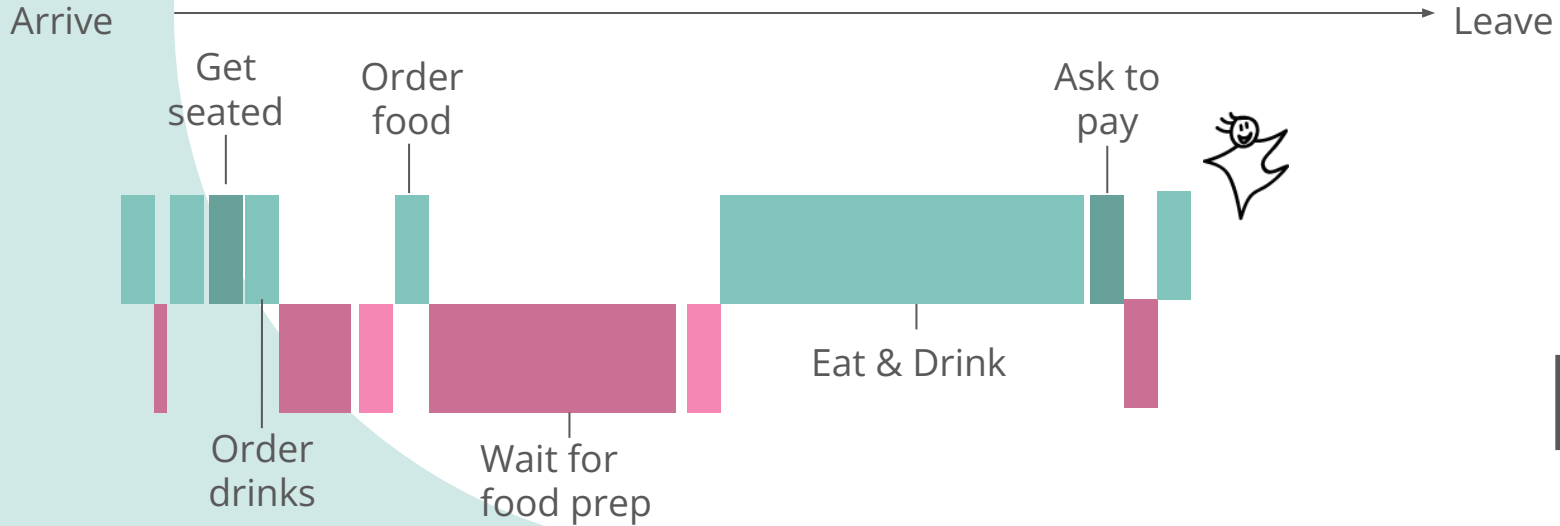 Arrive
Leave
Get
seated
Order
food
Ask to
pay
Eat & Drink
Order
drinks
Wait for
food prep